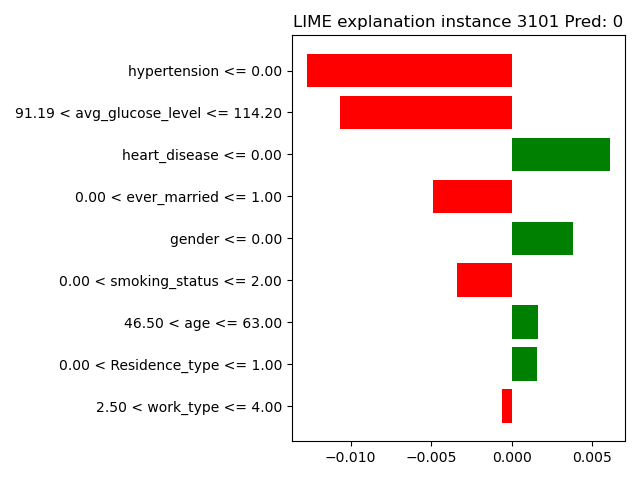 LIME explanation instance 3101 Pred: 0
hypertension <= 0.00
91.19 < avg_glucose_level <= 114.20
heart_disease <= 0.00
0.00 < ever_married <= 1.00
gender <= 0.00
0.00 < smoking_status <= 2.00
46.50 < age <= 63.00
0.00 < Residence_type <= 1.00
2.50 < work_type <= 4.00
−0.010 −0.005 0.000 0.005